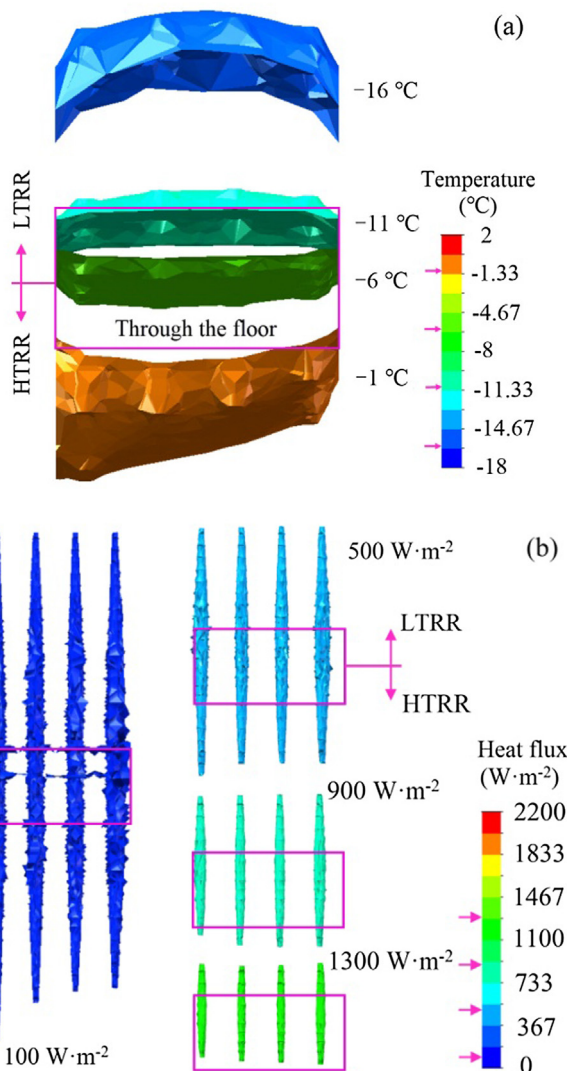 (a)
−16 ℃
LTRR
HTRR
−11 ℃
−6 ℃
Through the floor
−1 ℃
Temperature
(℃)
2
-1.33
-4.67
-8
-11.33
-14.67
-18
(b)
500 W·m-2
LTRR
HTRR
900 W·m-2
1300 W·m-2
100 W·m-2
Heat flux
(W·m-2)
2200
1833
1467
1100
733
367
0